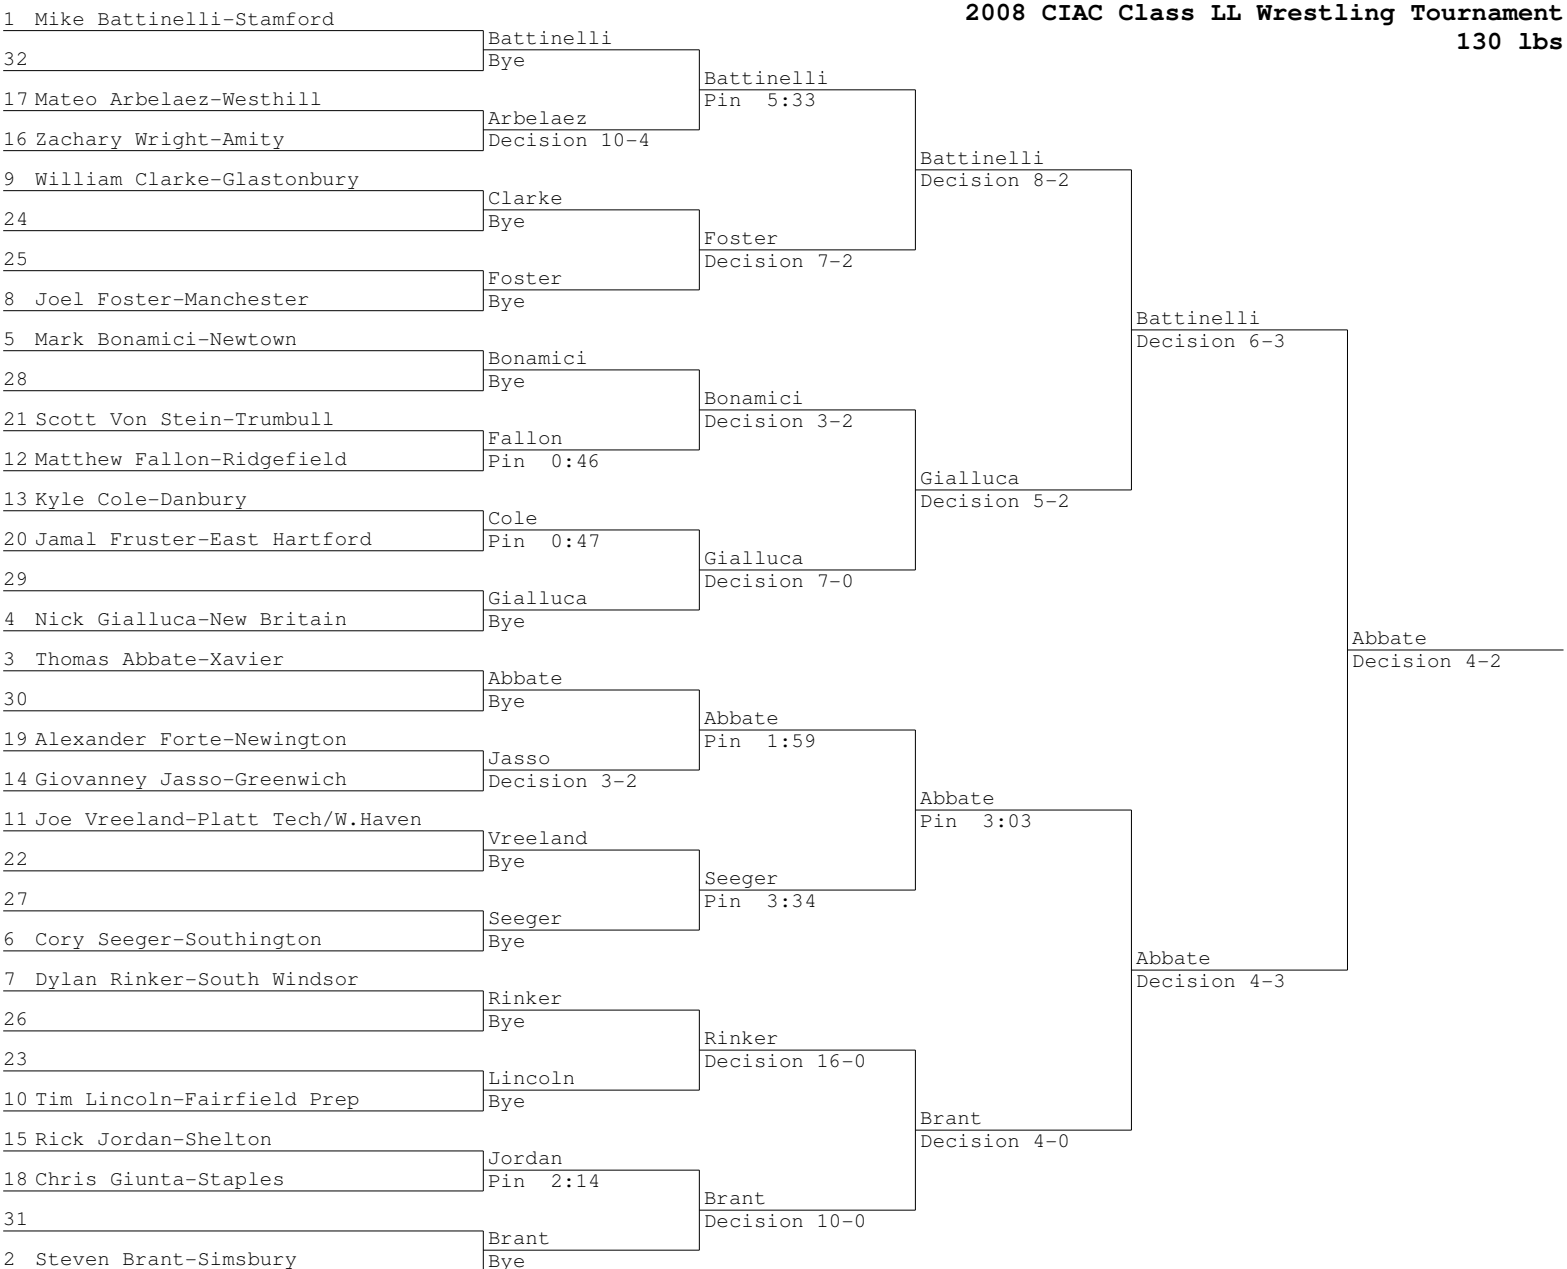 2008 CIAC Class LL Wrestling Tournament
130 lbs
1 Mike Battinelli-Stamford
32
17 Mateo Arbelaez-Westhill
16 Zachary Wright-Amity
9 William Clarke-Glastonbury
24
25
8 Joel Foster-Manchester
5 Mark Bonamici-Newtown
28
21 Scott Von Stein-Trumbull
12 Matthew Fallon-Ridgefield
13 Kyle Cole-Danbury
20 Jamal Fruster-East Hartford
29
4 Nick Gialluca-New Britain
3 Thomas Abbate-Xavier
30
19 Alexander Forte-Newington
14 Giovanney Jasso-Greenwich
11 Joe Vreeland-Platt Tech/W.Haven
22
27
6 Cory Seeger-Southington
7 Dylan Rinker-South Windsor
26
23
10 Tim Lincoln-Fairfield Prep
15 Rick Jordan-Shelton
18 Chris Giunta-Staples
31
2 Steven Brant-Simsbury
Battinelli
Bye
Arbelaez
Decision 10-4
Clarke
Bye
Foster
Bye
Bonamici
Bye
Fallon
Pin 0:46
Cole
Pin 0:47
Gialluca
Bye
Abbate
Bye
Jasso
Decision 3-2
Vreeland
Bye
Seeger
Bye
Rinker
Bye
Lincoln
Bye
Jordan
Pin 2:14
Brant
Bye
Battinelli
Pin 5:33
Foster
Decision 7-2
Bonamici
Decision 3-2
Gialluca
Decision 7-0
Abbate
Pin 1:59
Seeger
Pin 3:34
Rinker
Decision 16-0
Brant
Decision 10-0
Battinelli
Decision 8-2
Gialluca
Decision 5-2
Abbate
Pin 3:03
Brant
Decision 4-0
Battinelli
Decision 6-3
Abbate
Decision 4-3
Abbate
Decision 4-2